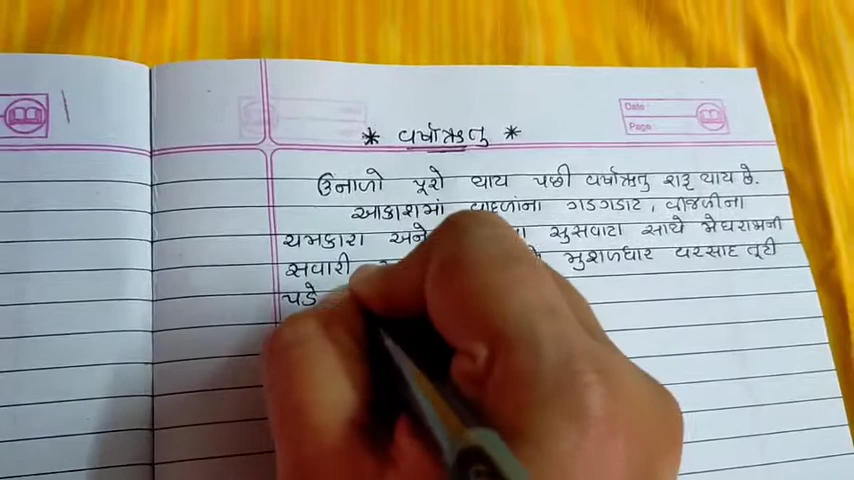 Date
Page
* વર્ષાઋતુ *
ઉનાળો પૂરો થાય પછી વર્ષાઋતુ શરૂ થાય છે.
આકાશમાં વાદળાંના ગડગડાટ, વીજળીના
ચમકારા અને સુસવાટા સાથે મેઘરાજાની
સવારી મુશળધાર વરસાદ તૂટી
પડે